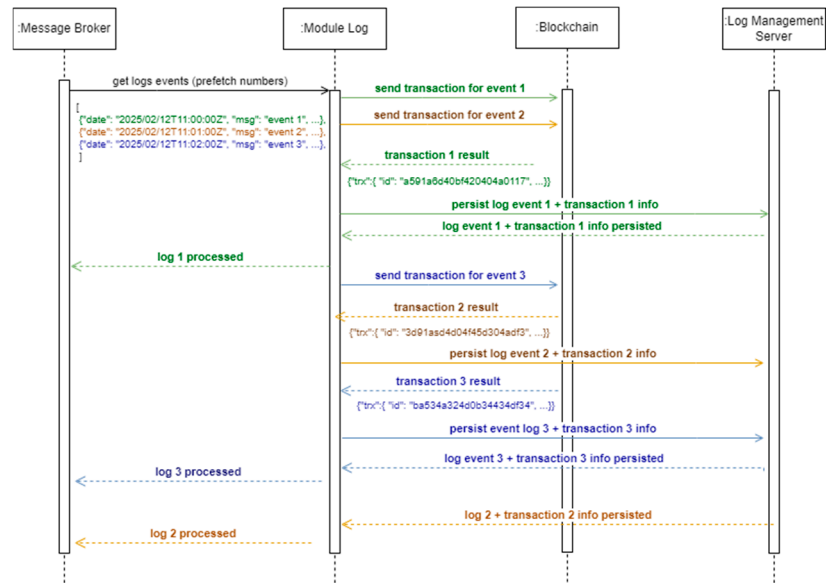 :Message Broker
:Module Log
:Blockchain
:Log Management
Server
get logs events (prefetch numbers)
[
{"date": "2025/02/12T11:00:00Z", "msg": "event 1", ...},
{"date": "2025/02/12T11:01:00Z", "msg": "event 2", ...},
{"date": "2025/02/12T11:02:00Z", "msg": "event 3", ...},
]
send transaction for event 1
send transaction for event 2
transaction 1 result
{"trx":{ "id": "a591a6d40bf420404a0117", ...}}
persist log event 1 + transaction 1 info
log event 1 + transaction 1 info persisted
log 1 processed
send transaction for event 3
transaction 2 result
{"trx":{ "id": "3d91asd4d04f45d304adf3", ...}}
persist log event 2 + transaction 2 info
transaction 3 result
{"trx":{ "id": "ba534a324d0b34434df34", ...}}
persist event log 3 + transaction 3 info
log event 3 + transaction 3 info persisted
log 3 processed
log 2 + transaction 2 info persisted
log 2 processed